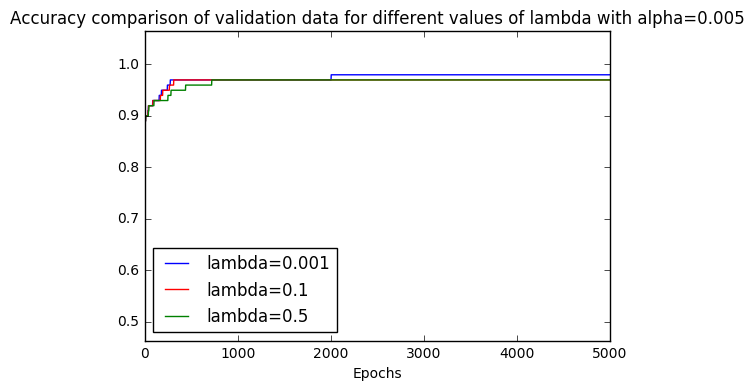 Accuracy comparison of validation data for different values of lambda with alpha=0.005
1.0
0.9
0.8
0.7
0.6
0.5
lambda=0.001
lambda=0.1
lambda=0.5
0 1000 2000 3000 4000 5000
Epochs